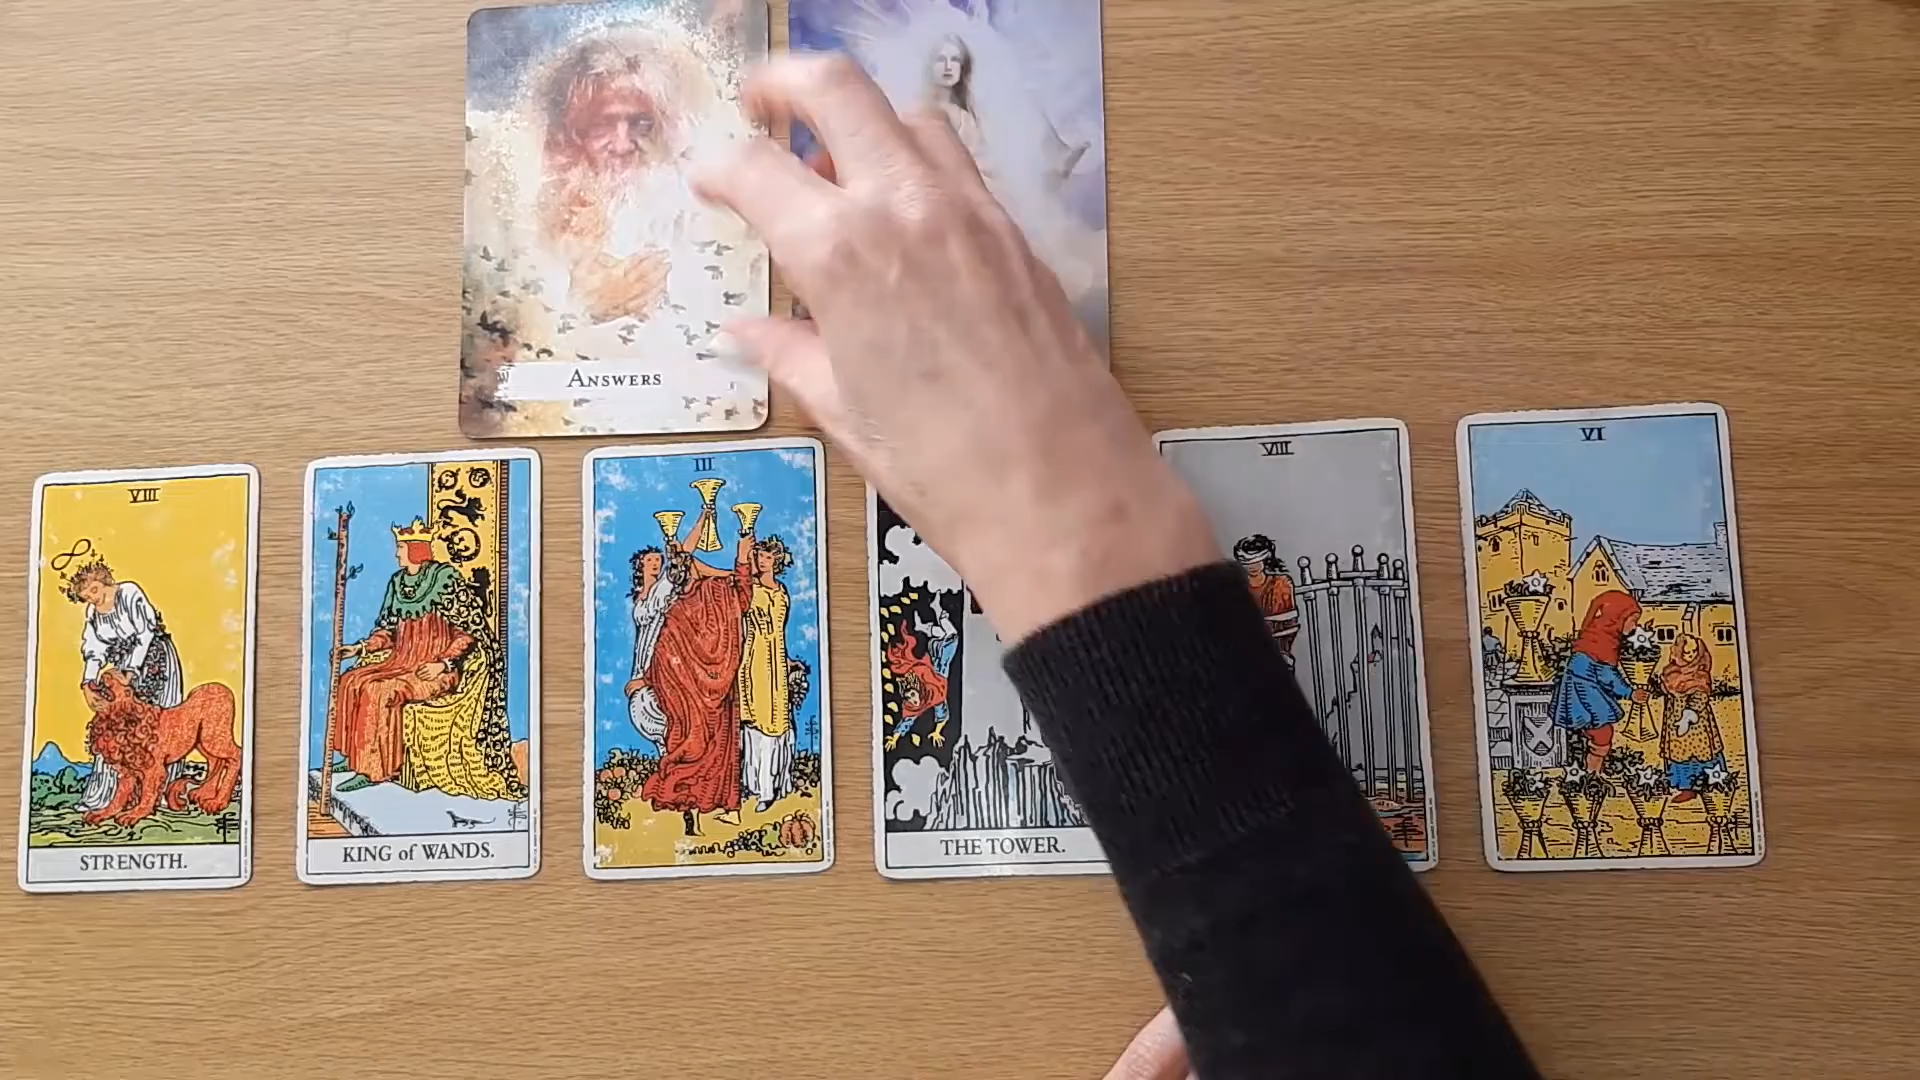 ANSWERS
VIII
STRENGTH.
KING of WANDS.
III
THE TOWER.
VIII
VI